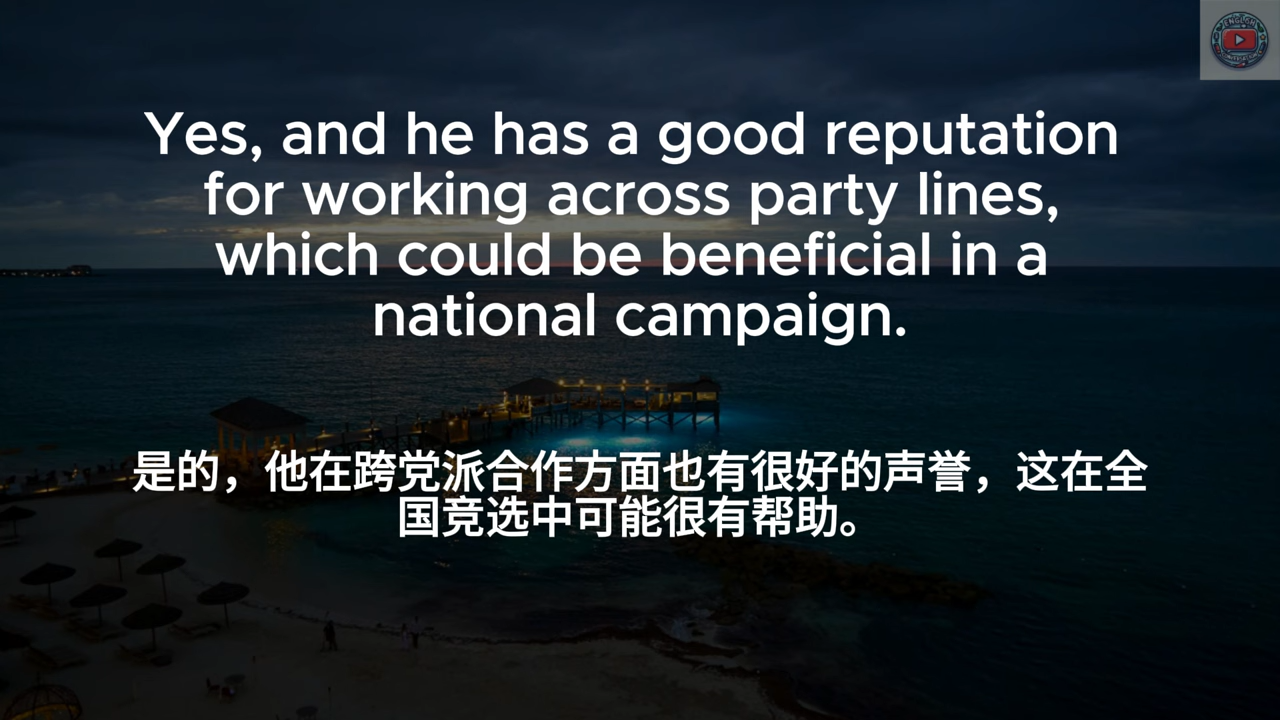 ENGLISH
CONVERSATION
Yes, and he has a good reputation
for working across party lines,
which could be beneficial in a
national campaign.
是的，他在跨党派合作方面也有很好的声誉，这在全
国竞选中可能很有帮助。